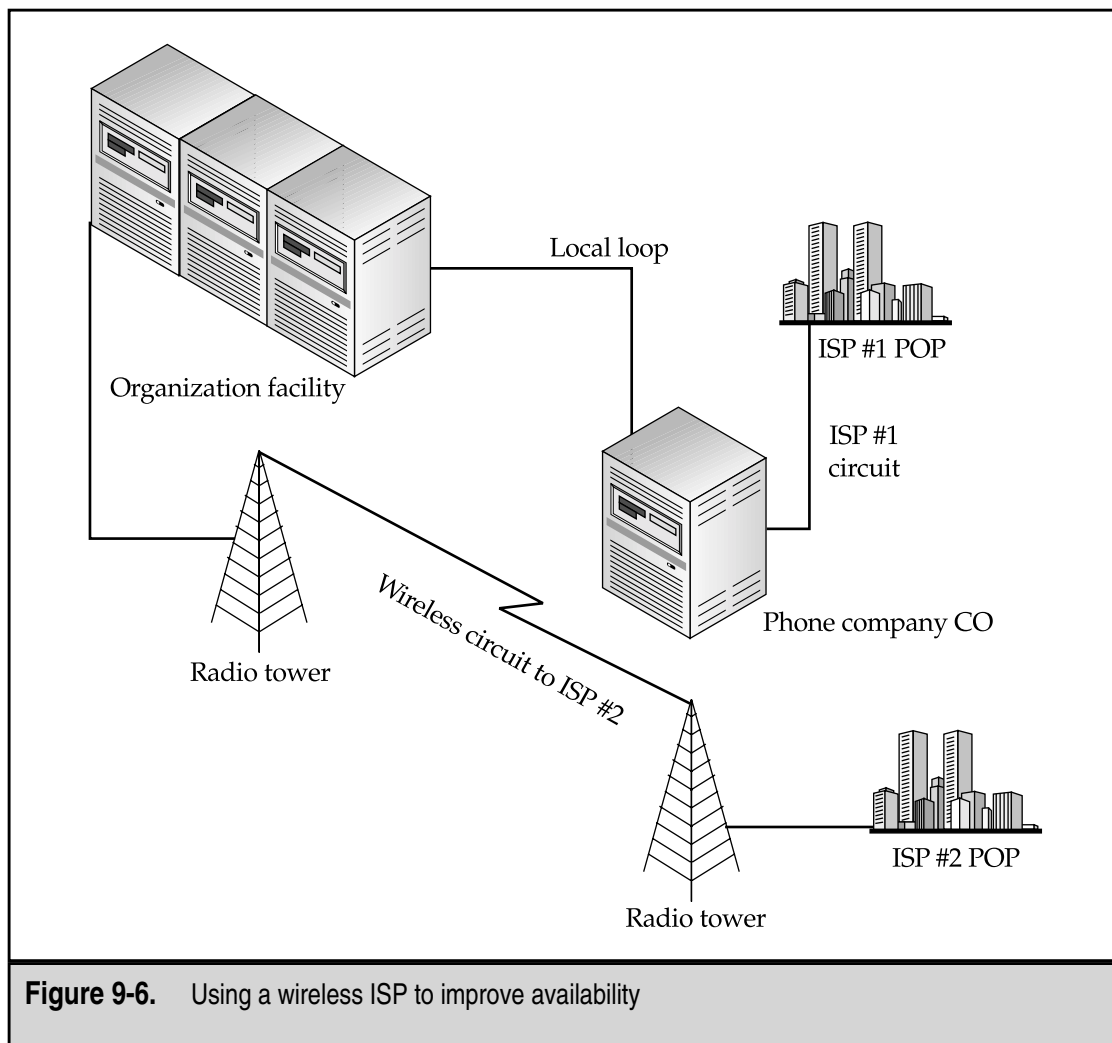 Local loop
ISP #1 POP
Organization facility
ISP #1
circuit
Phone company CO
Wireless circuit to ISP #2
Radio tower
ISP #2 POP
Radio tower
Figure 9-6. Using a wireless ISP to improve availability